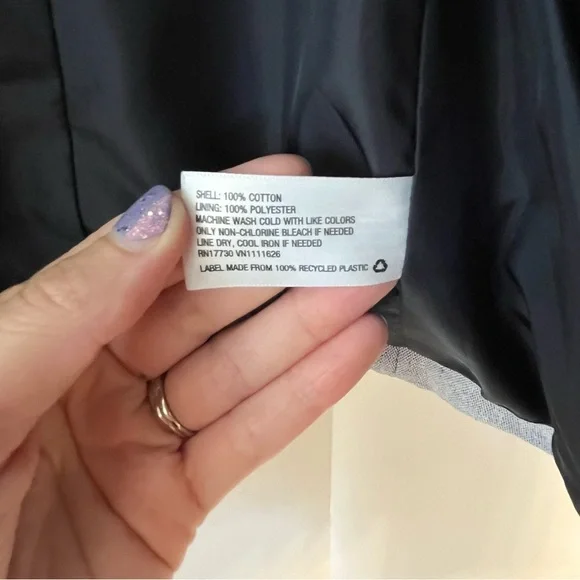 SHELL: 100% COTTON
LINING: 100% POLYESTER
MACHINE WASH COLD WITH LIKE COLORS
ONLY NON-CHLORINE BLEACH IF NEEDED
LINE DRY, COOL IRON IF NEEDED
RN17730 VN1111626
LABEL MADE FROM 100% RECYCLED PLASTIC